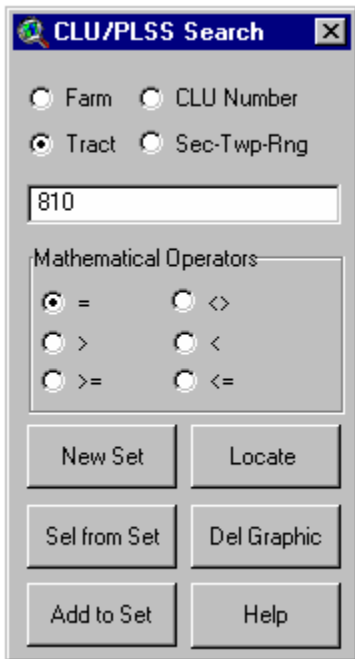 CLU/PLSS Search
Farm CLU Number
Tract Sec-Twp-Rng
810
Mathematical Operators
= <>
> <
>= <=
New Set Locate
Sel from Set Del Graphic
Add to Set Help